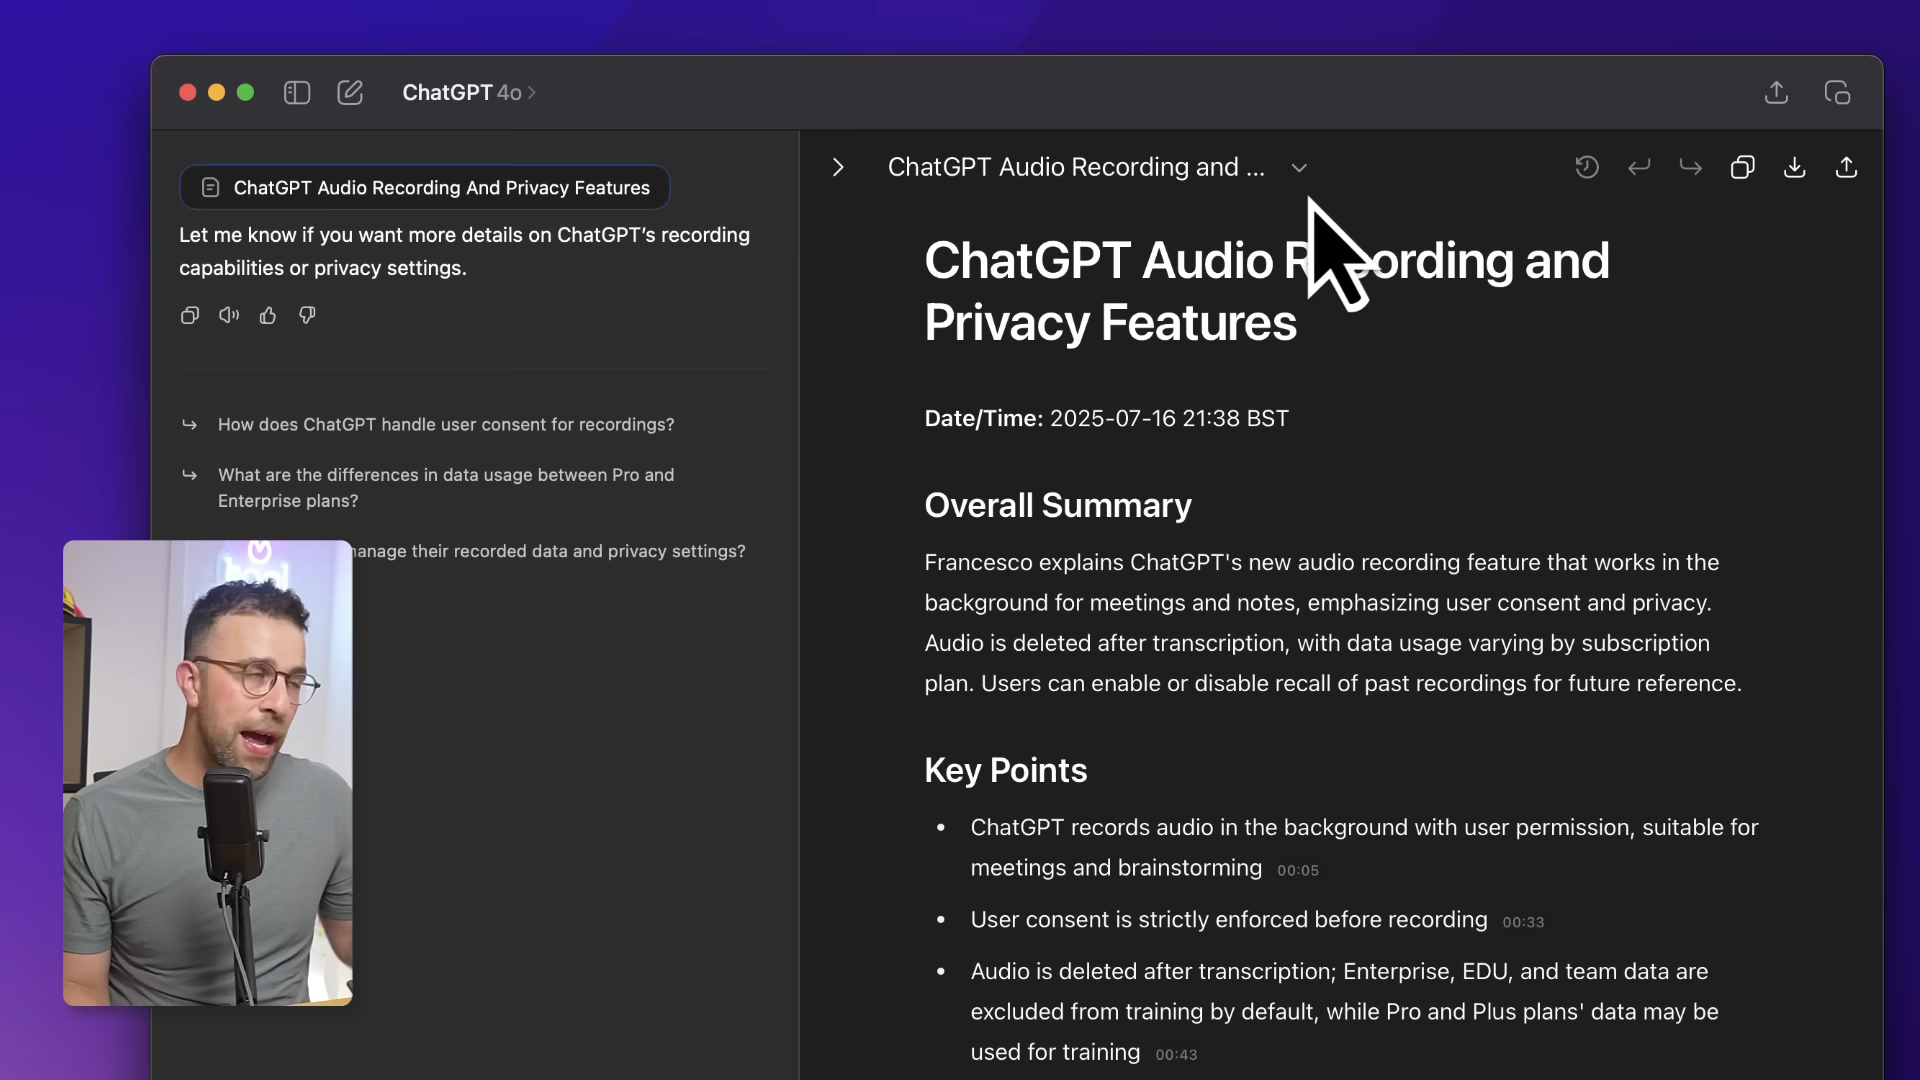 ChatGPT 4o
ChatGPT Audio Recording And Privacy Features
Let me know if you want more details on ChatGPT's recording
capabilities or privacy settings.
How does ChatGPT handle user consent for recordings?
What are the differences in data usage between Pro and
Enterprise plans?
manage their recorded data and privacy settings?
ChatGPT Audio Recording and ...
ChatGPT Audio Recording and
Privacy Features
Date/Time: 2025-07-16 21:38 BST
Overall Summary
Francesco explains ChatGPT's new audio recording feature that works in the
background for meetings and notes, emphasizing user consent and privacy.
Audio is deleted after transcription, with data usage varying by subscription
plan. Users can enable or disable recall of past recordings for future reference.
Key Points
• ChatGPT records audio in the background with user permission, suitable for
meetings and brainstorming 00:05
• User consent is strictly enforced before recording 00:33
• Audio is deleted after transcription; Enterprise, EDU, and team data are
excluded from training by default, while Pro and Plus plans' data may be
used for training 00:43